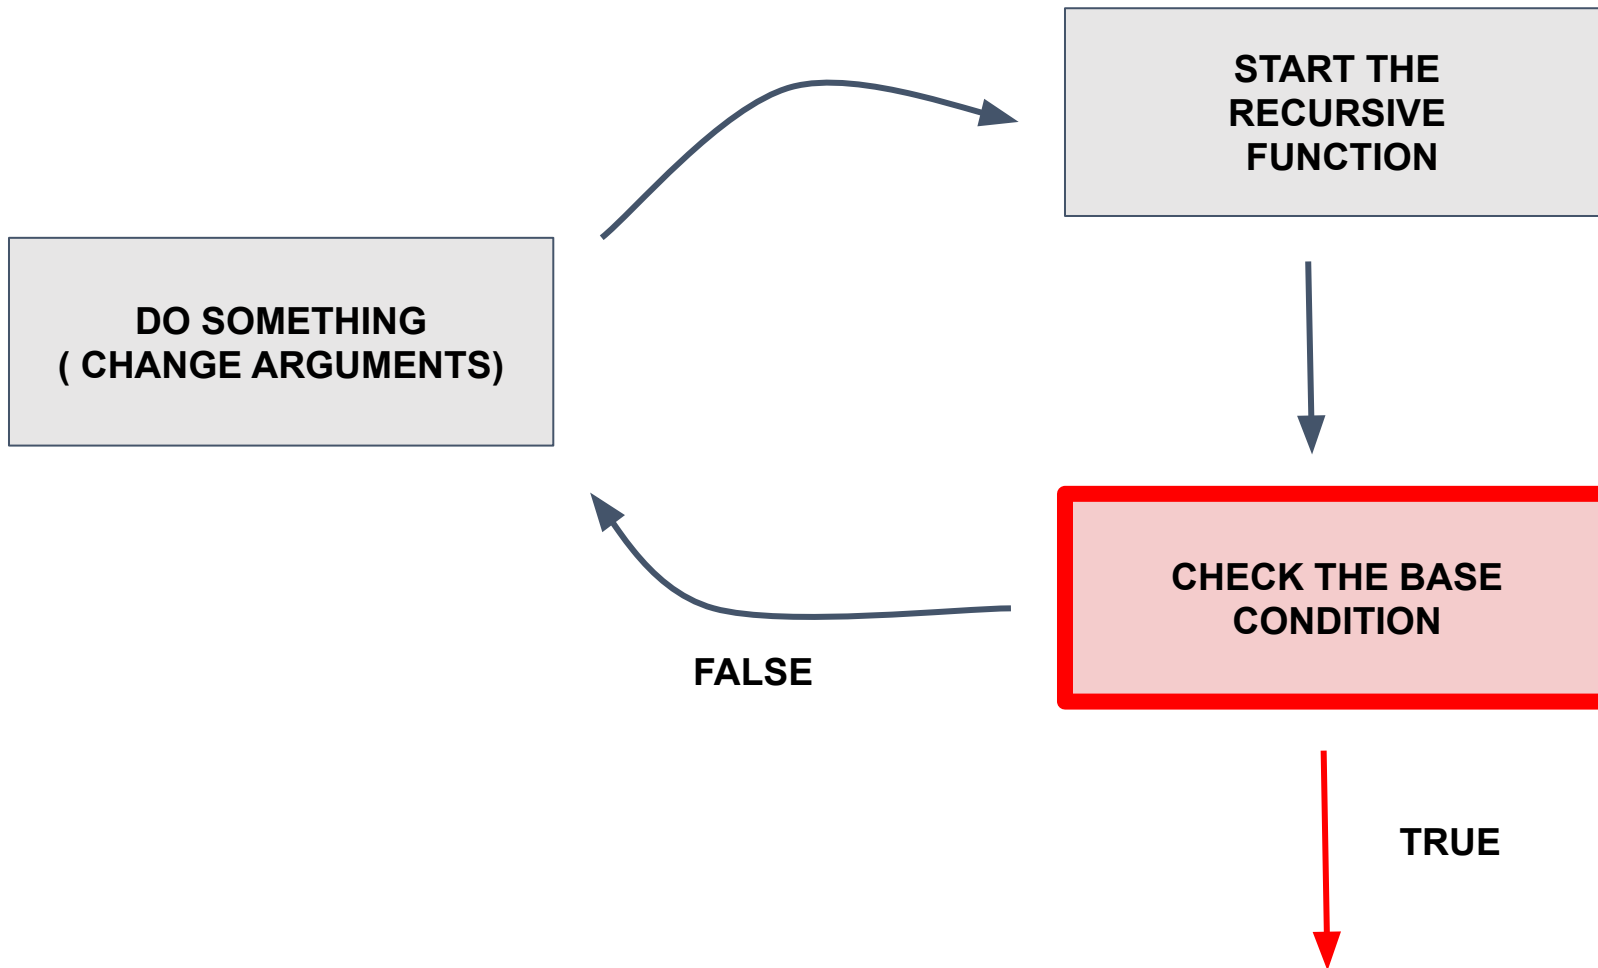 START THE
RECURSIVE
FUNCTION
DO SOMETHING
( CHANGE ARGUMENTS)
CHECK THE BASE
CONDITION
FALSE
TRUE